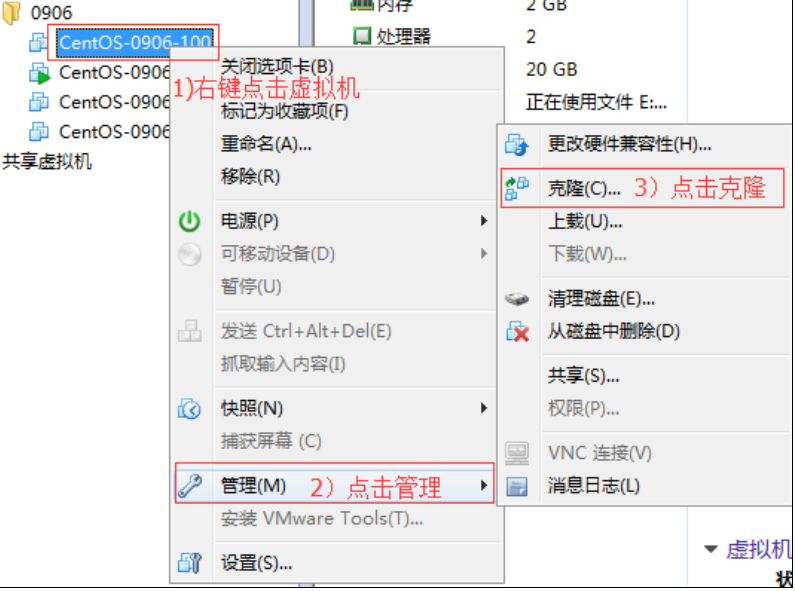 0906
CentOS-0906-100
CentOS-0906
CentOS-0906
CentOS-0906
共享虚拟机
内存 2 GB
处理器 2
20 GB
正在使用文件 E:...
1)右键点击虚拟机
关闭选项卡(B)
标记为收藏项(F)
重命名(A)...
移除(R)
电源(P)
可移动设备(D)
暂停(U)
发送 Ctrl+Alt+Del(E)
抓取输入内容(I)
快照(N)
捕获屏幕 (C)
管理(M) 2）点击管理
安装 VMware Tools(T)...
设置(S)...
更改硬件兼容性(H)...
克隆(C)... 3）点击克隆
上载(U)...
下载(W)...
清理磁盘(E)...
从磁盘中删除(D)
共享(S)...
权限(P)...
VNC 连接(V)
消息日志(L)
虚拟机